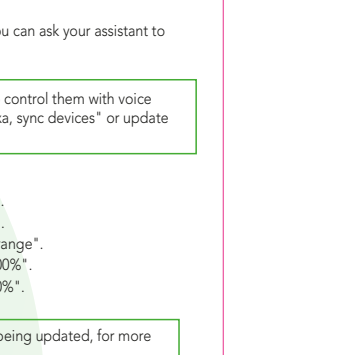 u can ask your assistant to
control them with voice
a, sync devices" or update
.
.
ange".
00%".
0%".
being updated, for more